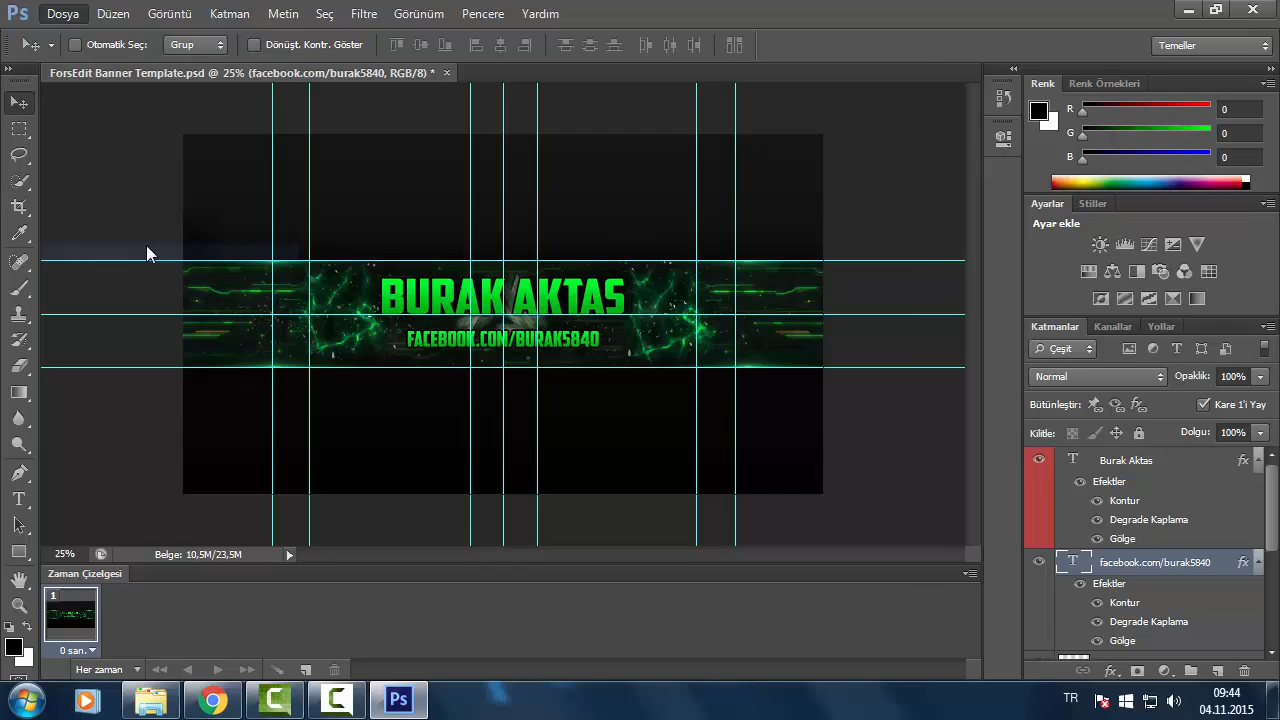 Ps Dosya Düzen Görüntü Katman Metin Seç Filtre Görünüm Pencere Yardım
Otomatik Seç: Grup Dönüşt. Kontr. Göster Temeller
ForsEdit Banner Template.psd @ 25% (facebook.com/burak5840, RGB/8) *
Renk Renk Örnekleri
R 0
G 0
B 0
Ayarlar Stiller
Ayar ekle
BURAK AKTAS
FACEBOOK.COM/BURAK5840
Katmanlar Kanallar Yollar
Çeşit
Normal Opaklık: 100%
Bütünleştir: Kare 1'i Yay
Kilitle: Dolgu: 100%
T Burak Aktas fx
Efektler
Kontur
Degrade Kaplama
Gölge
T facebook.com/burak5840 fx
Efektler
Kontur
Degrade Kaplama
Gölge
25% Belge: 10,5M/23,5M
Zaman Çizelgesi
1
0 san.
Her zaman
fx
Ps
TR
09:44
04.11.2015